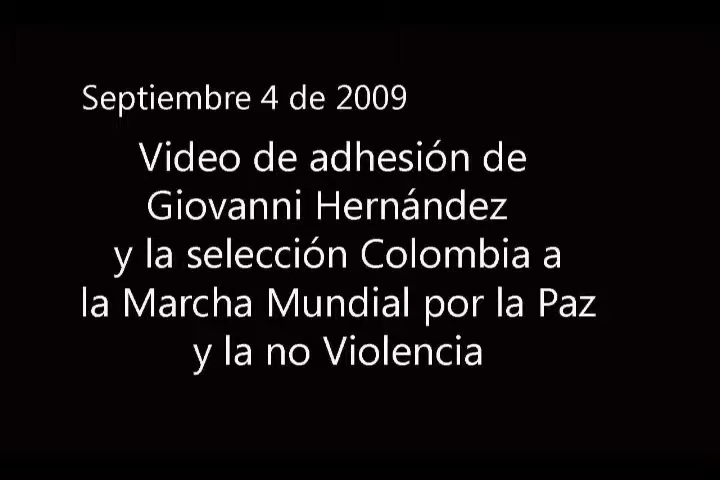 Septiembre 4 de 2009
Video de adhesión de
Giovanni Hernández
y la selección Colombia a
la Marcha Mundial por la Paz
y la no Violencia